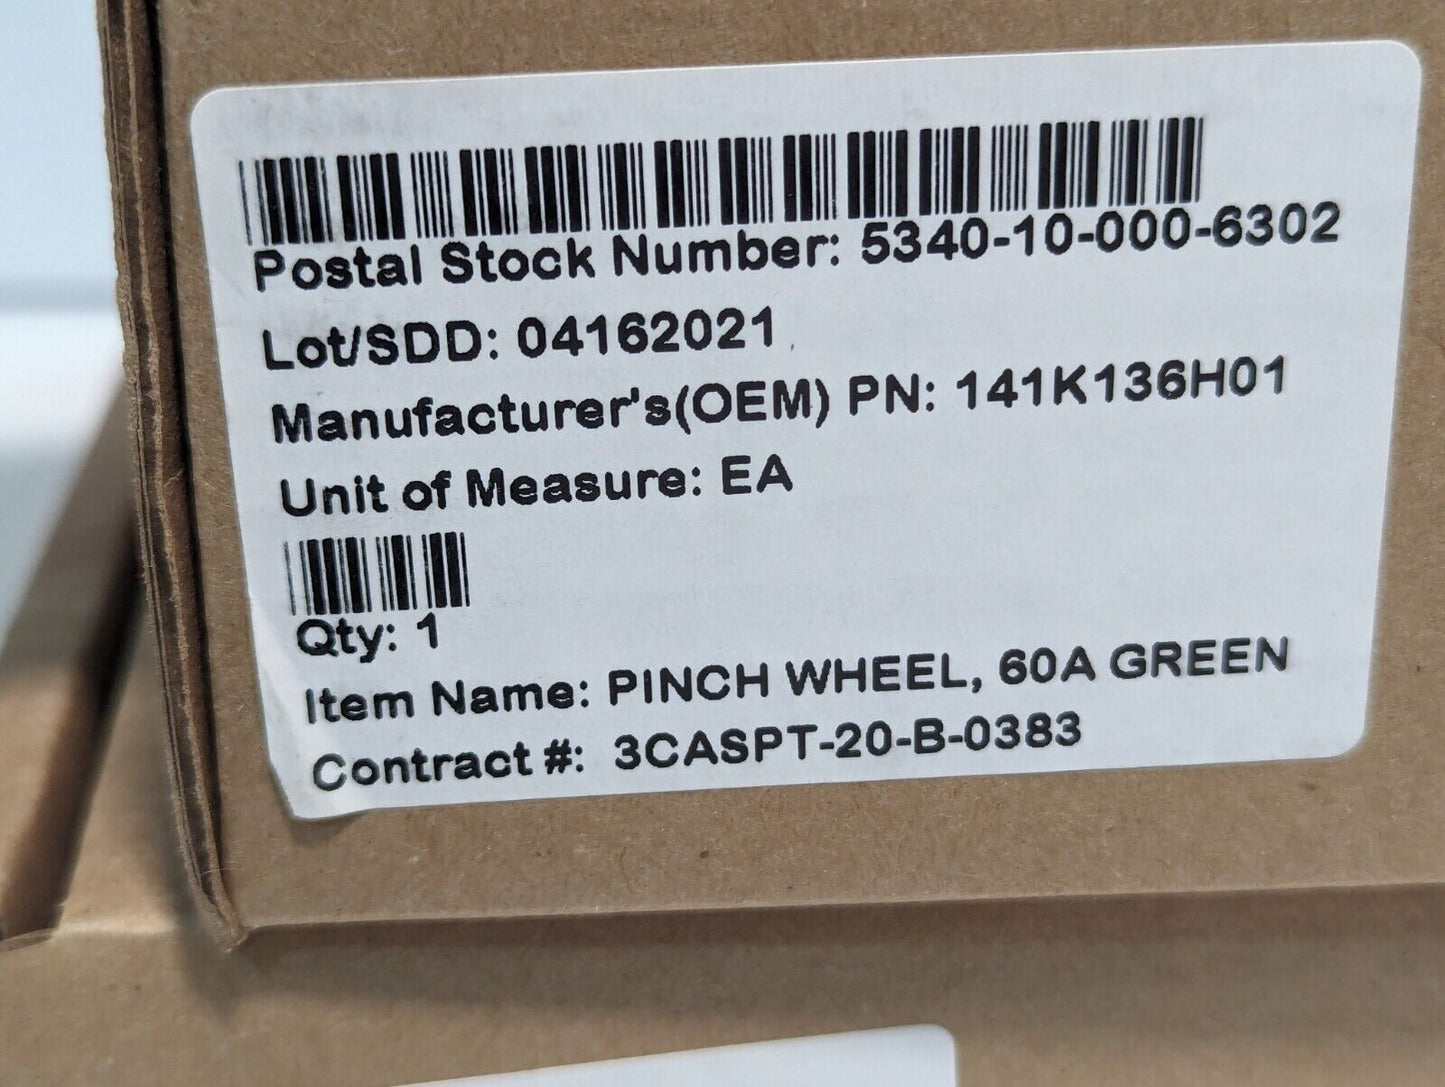 Postal Stock Number: 5340-10-000-6302
Lot/SDD: 04162021
Manufacturer's(OEM) PN: 141K136H01
Unit of Measure: EA
Qty: 1
Item Name: PINCH WHEEL, 60A GREEN
Contract #: 3CASPT-20-B-0383